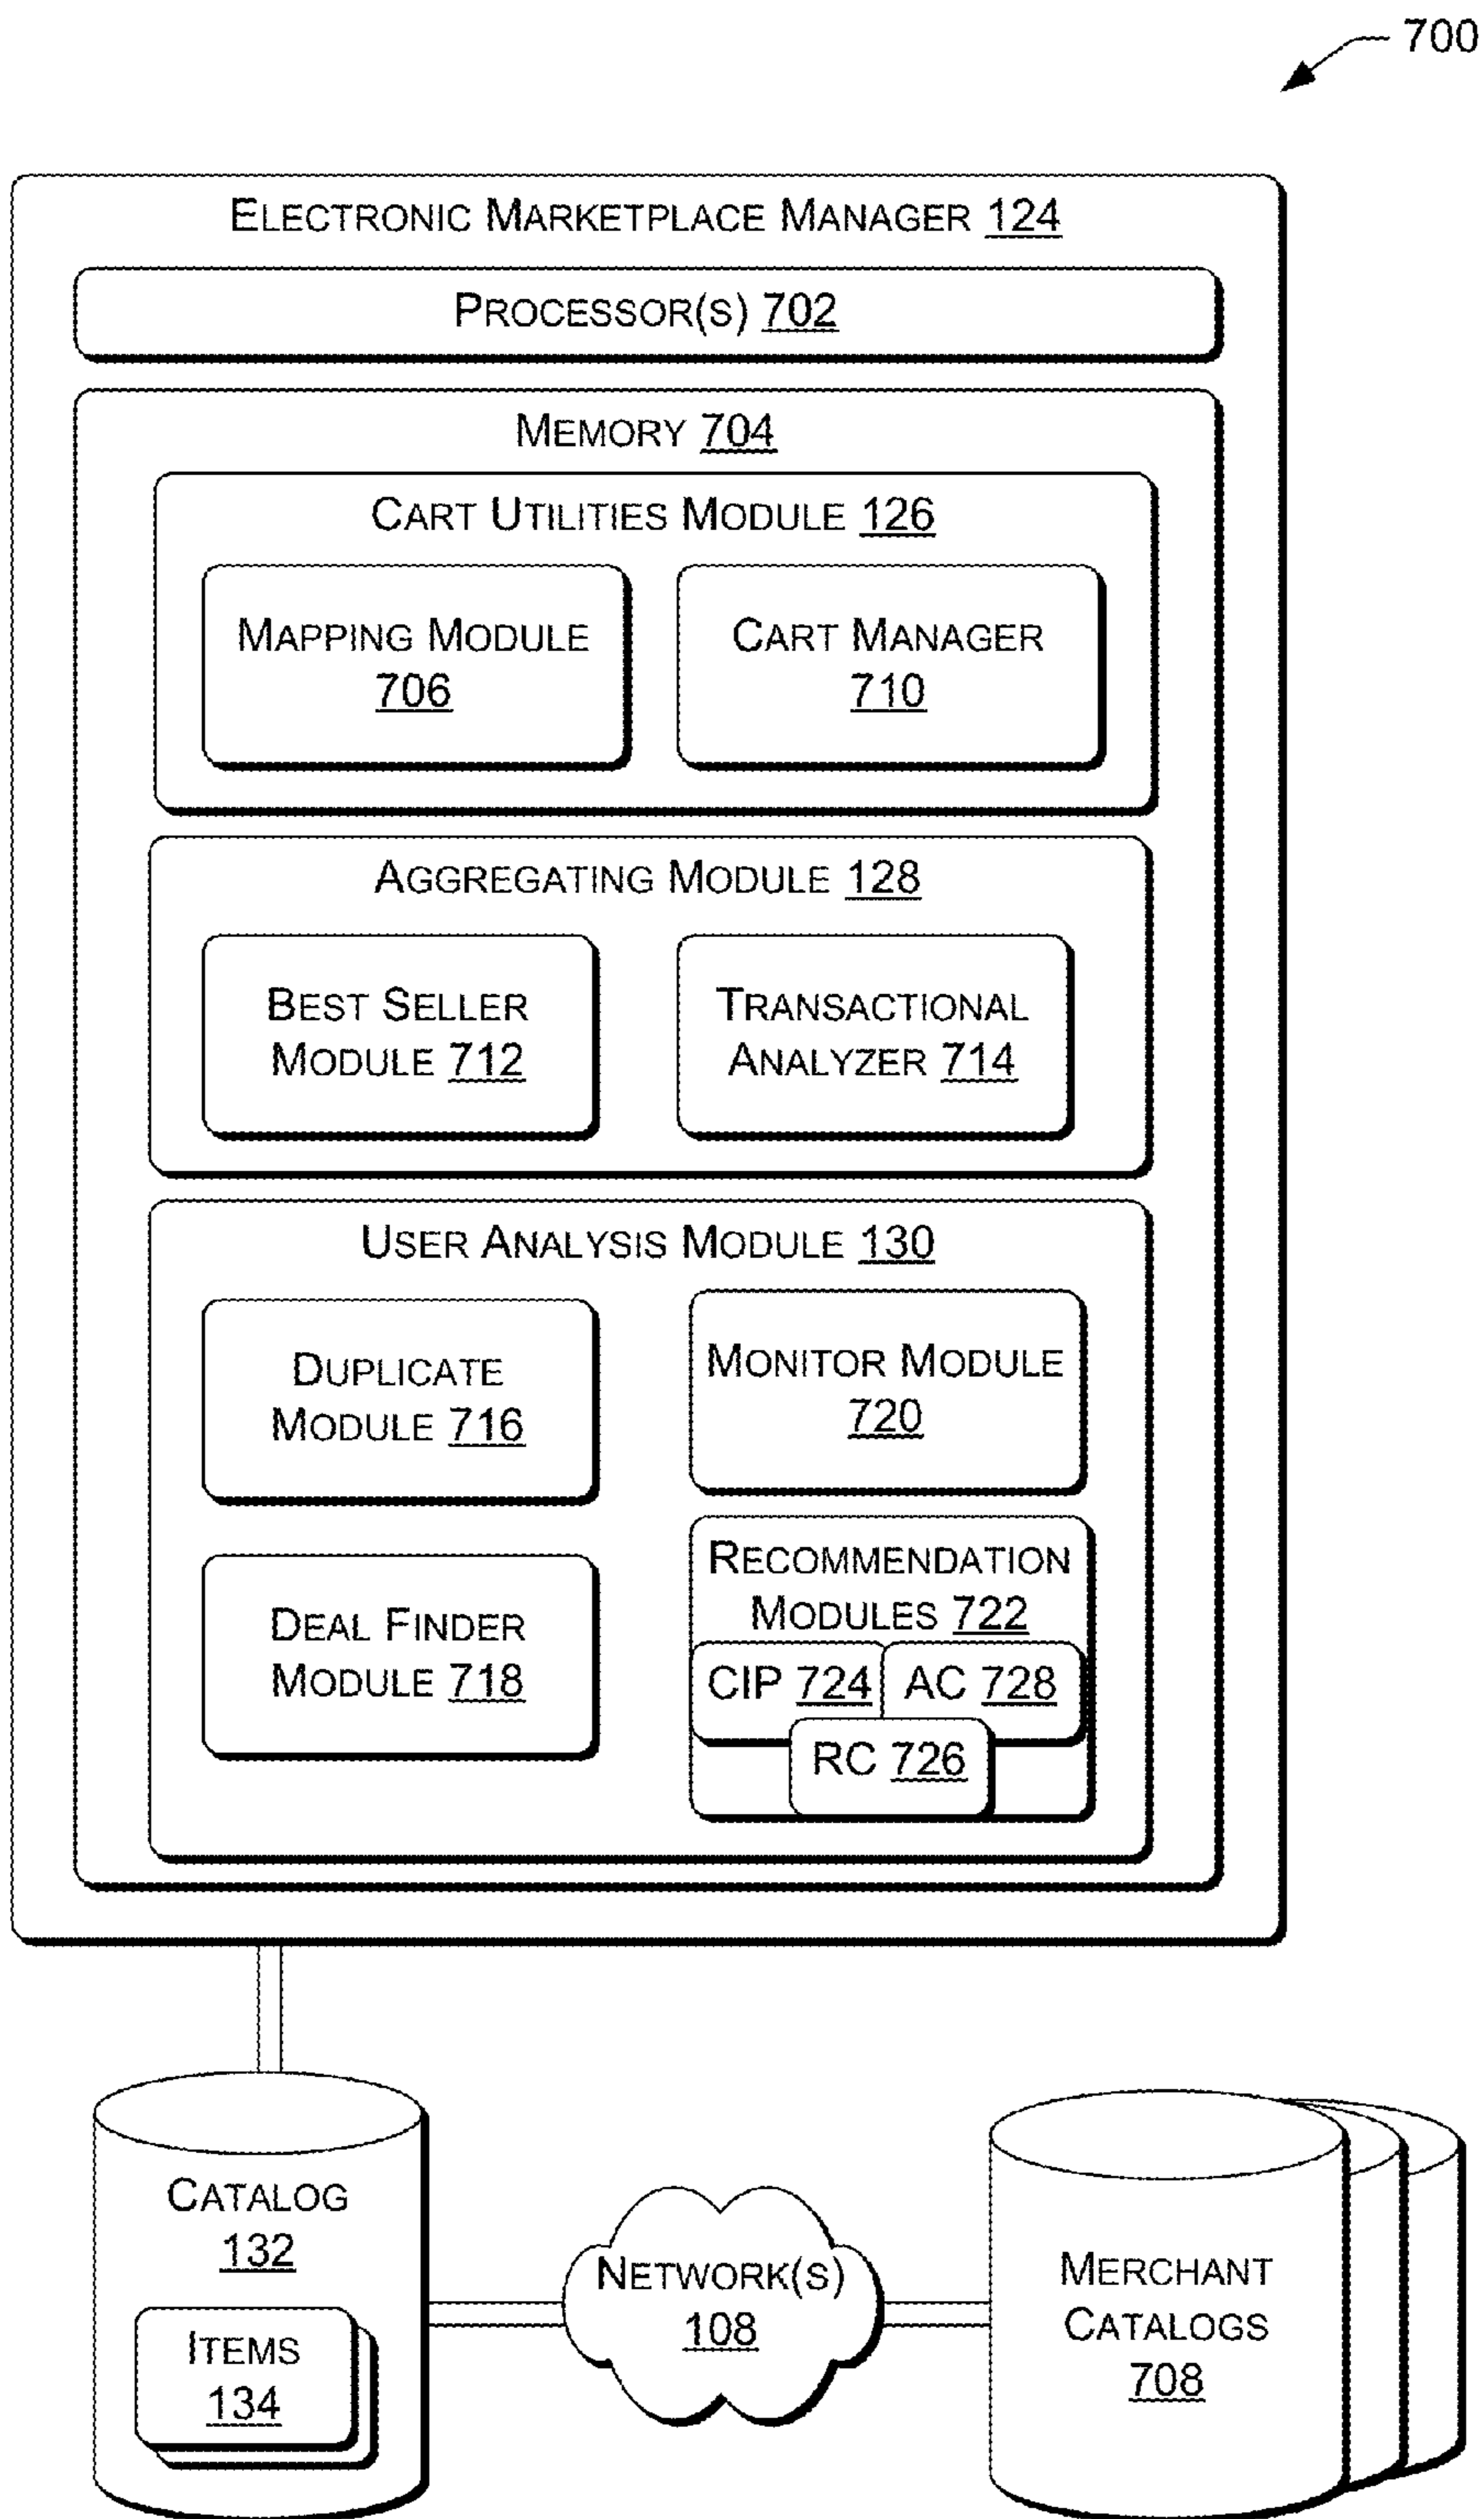 700
ELECTRONIC MARKETPLACE MANAGER 124
PROCESSOR(S) 702
MEMORY 704
CART UTILITIES MODULE 126
MAPPING MODULE
706
CART MANAGER
710
AGGREGATING MODULE 128
BEST SELLER
MODULE 712
TRANSACTIONAL
ANALYZER 714
USER ANALYSIS MODULE 130
DUPLICATE
MODULE 716
MONITOR MODULE
720
DEAL FINDER
MODULE 718
RECOMMENDATION
MODULES 722
CIP 724
AC 728
RC 726
CATALOG
132
ITEMS
134
NETWORK(S)
108
MERCHANT
CATALOGS
708